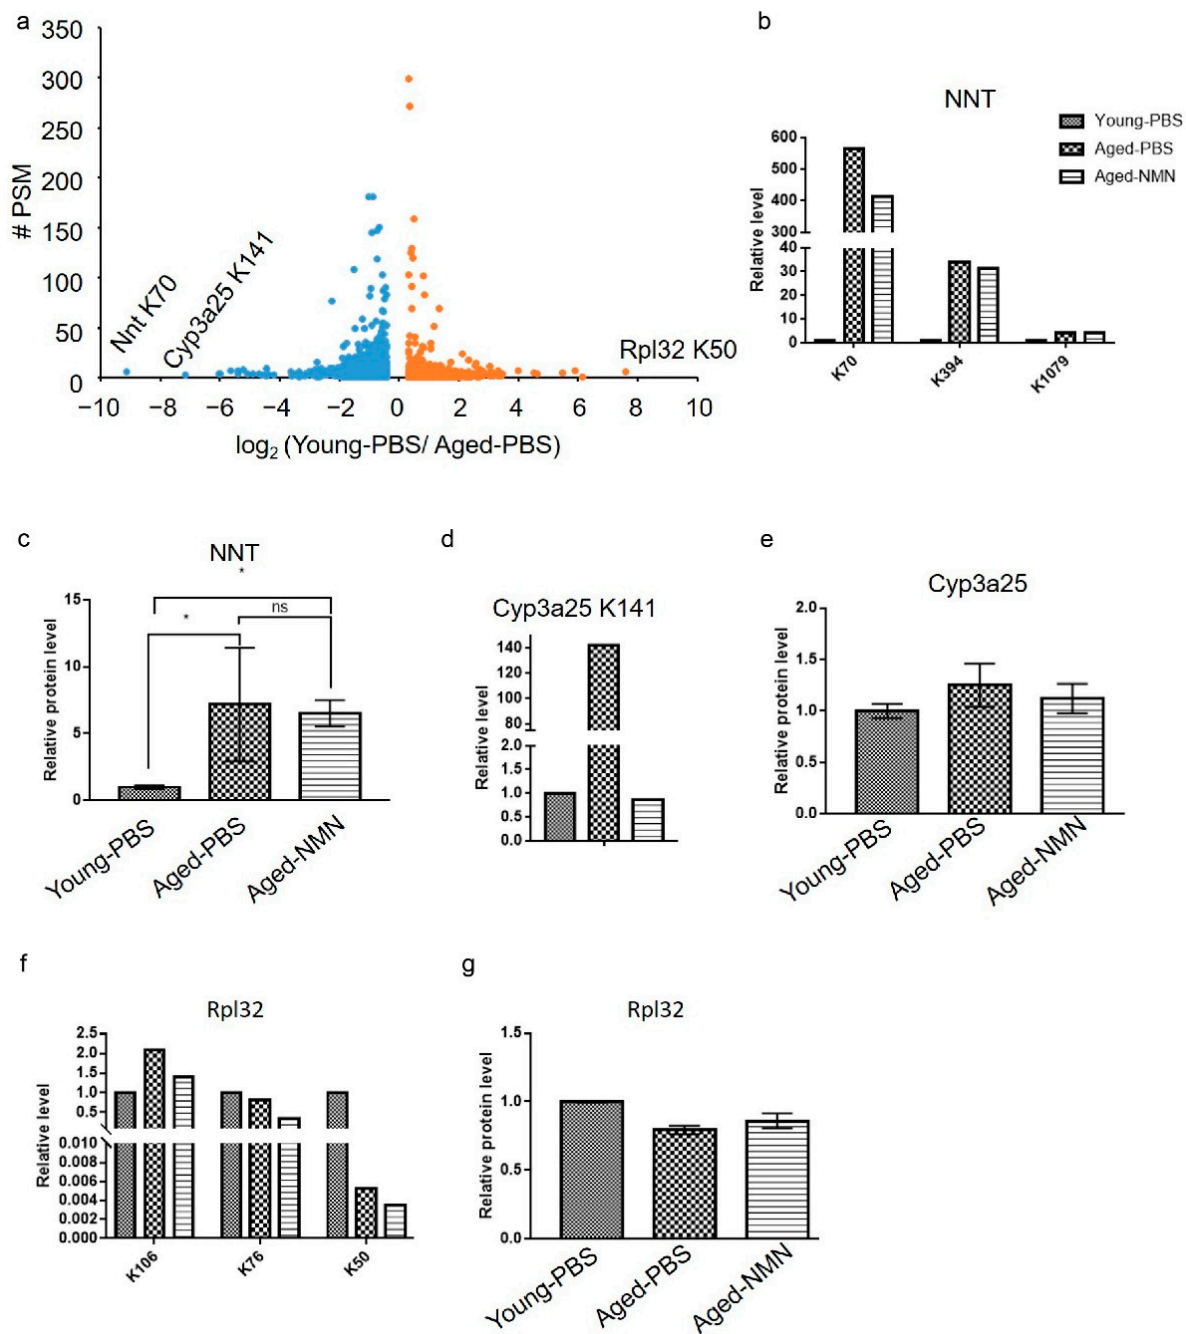 a
350
300
250
200
150
100
50
0
# PSM
Nnt K70
Cyp3a25 K141
Rpl32 K50
−10 −8 −6 −4 −2 0 2 4 6 8 10
log2 (Young-PBS/ Aged-PBS)
b
NNT
Young-PBS
Aged-PBS
Aged-NMN
600
500
400
300
40
30
20
10
0
Relative level
K70 K394 K1079
c
NNT
*
*
ns
15
10
5
0
Relative protein level
Young-PBS Aged-PBS Aged-NMN
d
Cyp3a25 K141
140
120
100
80
2.0
1.5
1.0
0.5
0.0
Relative level
e
Cyp3a25
2.0
1.5
1.0
0.5
0.0
Relative protein level
Young-PBS Aged-PBS Aged-NMN
f
Rpl32
2.5
2.0
1.5
1.0
0.5
0.010
0.008
0.006
0.004
0.002
0.000
Relative level
K106 K76 K50
g
Rpl32
1.5
1.0
0.5
0.0
Relative protein level
Young-PBS Aged-PBS Aged-NMN